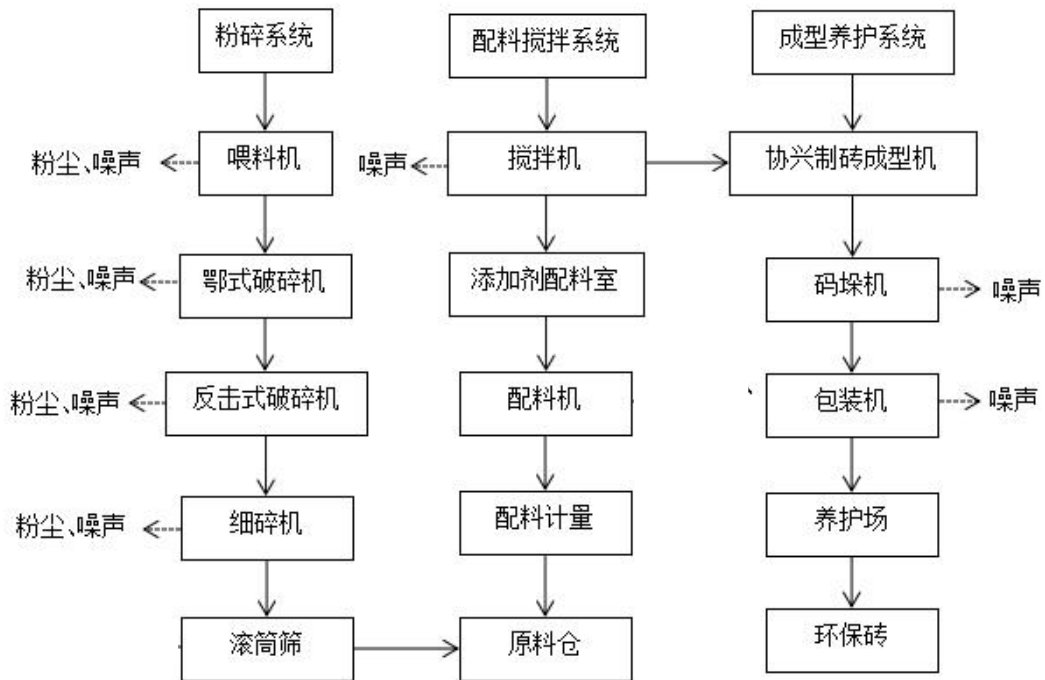 粉碎系统
配料搅拌系统
成型养护系统
粉尘、噪声
喂料机
噪声
搅拌机
协兴制砖成型机
粉尘、噪声
鄂式破碎机
添加剂配料室
码垛机
噪声
粉尘、噪声
反击式破碎机
配料机
包装机
噪声
粉尘、噪声
细碎机
配料计量
养护场
滚筒筛
原料仓
环保砖